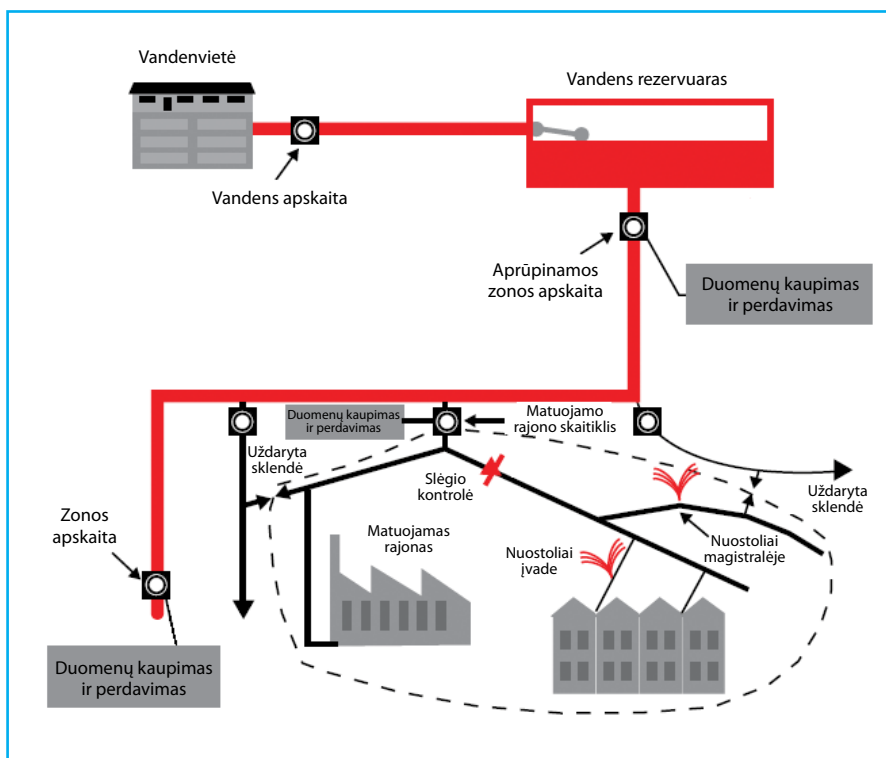 Vandenvietė
Vandens rezervuaras
Vandens apskaita
Aprūpinamos
zonos apskaita
Duomenų kaupimas
ir perdavimas
Duomenų kaupimas
ir perdavimas
Matuojamo
rajono skaitiklis
Uždaryta
sklendė
Slėgio
kontrolė
Uždaryta
sklendė
Zonos
apskaita
Matuojamas
rajonas
Nuostoliai
įvade
Nuostoliai
magistralėje
Duomenų kaupimas
ir perdavimas